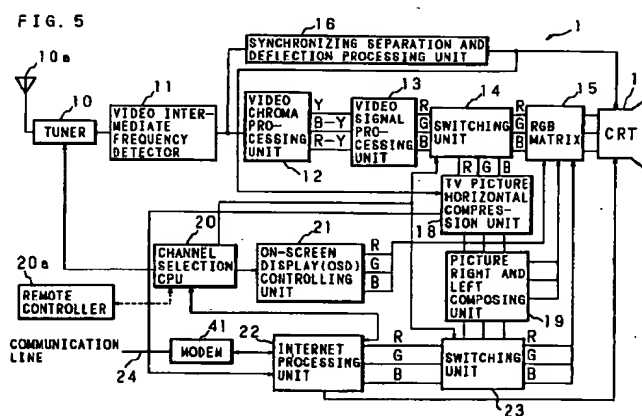 FIG. 5
10a
16
1
SYNCHRONIZING SEPARATION AND
DEFLECTION PROCESSING UNIT
10
TUNER
11
VIDEO INTER-
MEDIATE FREQUENCY
DETECTOR
VIDEO
CHROMA
PRO-
CESSING
UNIT
12
Y
B-Y
R-Y
13
VIDEO
SIGNAL PRO-
CESSING
UNIT
R
G
B
14
SWITCHING
UNIT
R
G
B
15
RGB
MATRIX
1
CRT
R G B
TV PICTURE
HORIZONTAL
COMPRES-
SION UNIT
18
20
CHANNEL
SELECTION
CPU
21
ON-SCREEN
DISPLAY(OSD)
CONTROLLING
UNIT
R
G
B
PICTURE
RIGHT AND
LEFT
COMPOSING
UNIT
19
20a
REMOTE
CONTROLLER
41
MODEM
COMMUNICATION
LINE
24
22
INTERNET
PROCESSING
UNIT
R
G
B
SWITCHING
UNIT
23
R
G
B